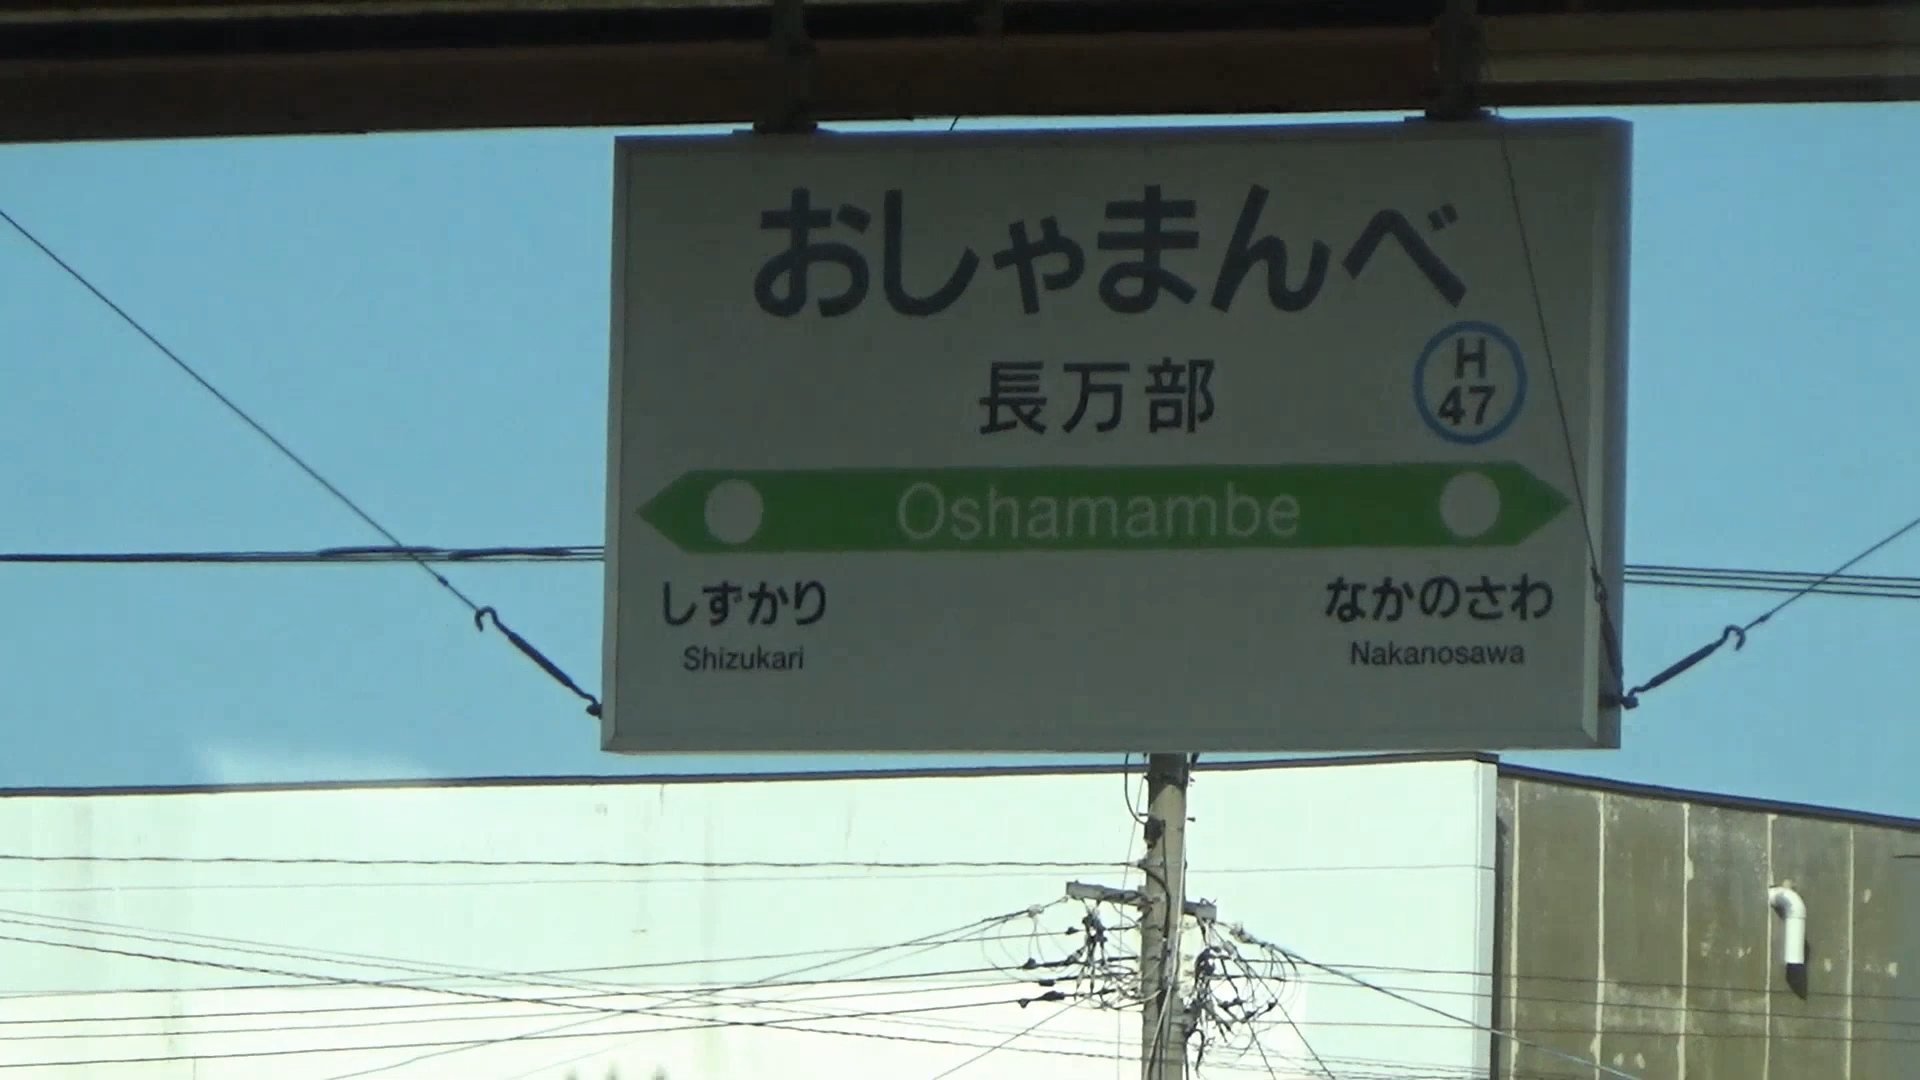 おしゃまんべ
長万部
H
47
Oshamambe
しずかり
Shizukari
なかのさわ
Nakanosawa